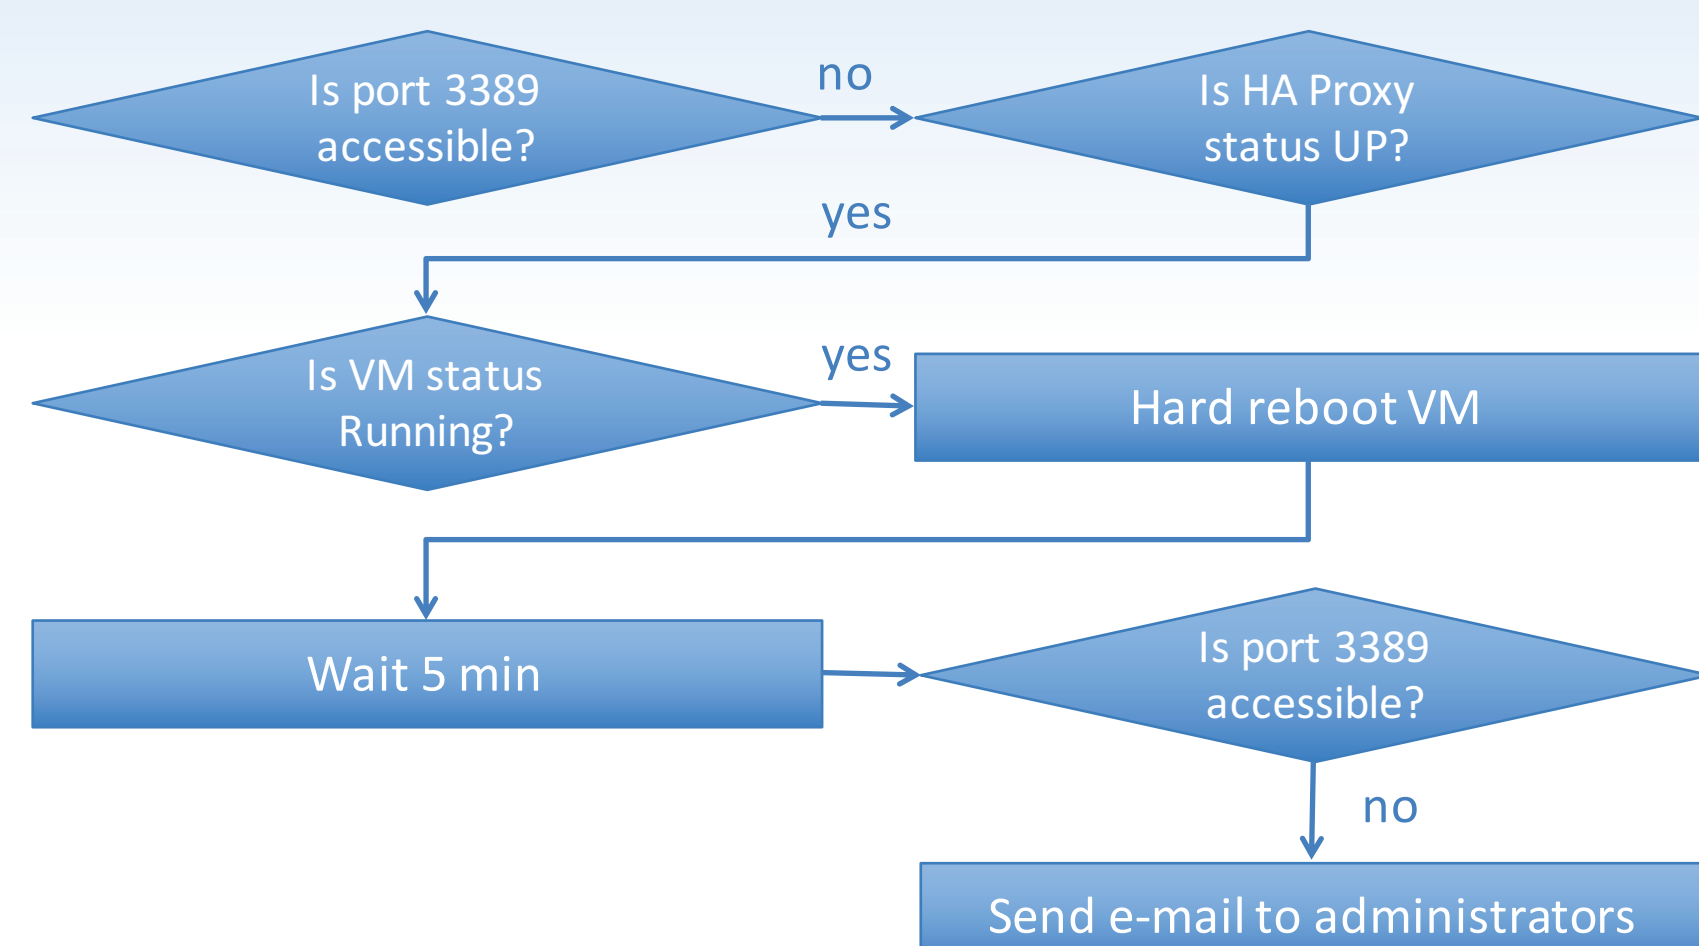 Is port 3389
accessible?
no
Is HA Proxy
status UP?
yes
Is VM status
Running?
yes
Hard reboot VM
Wait 5 min
Is port 3389
accessible?
no
Send e-mail to administrators